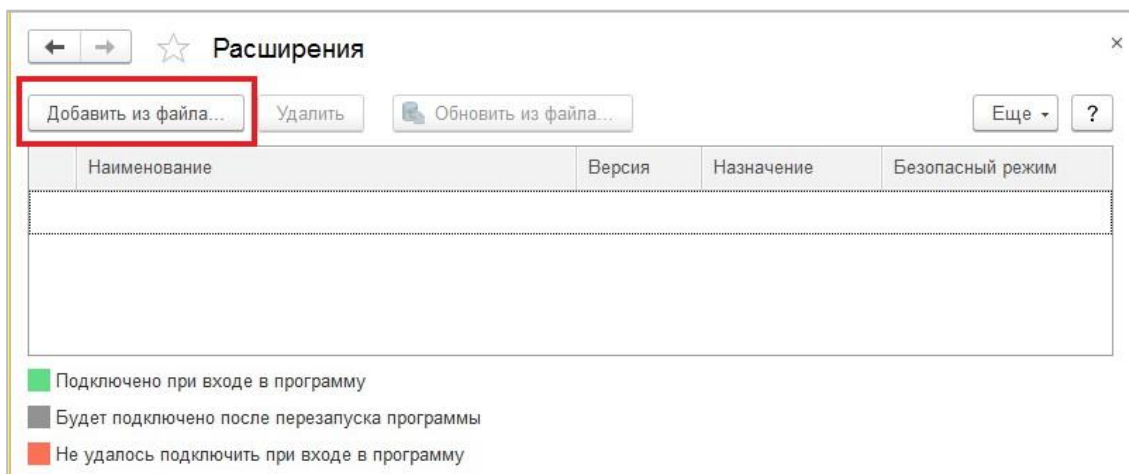 Расширения
Добавить из файла... Удалить Обновить из файла... Еще ?
Наименование Версия Назначение Безопасный режим
Подключено при входе в программу
Будет подключено после перезапуска программы
Не удалось подключить при входе в программу